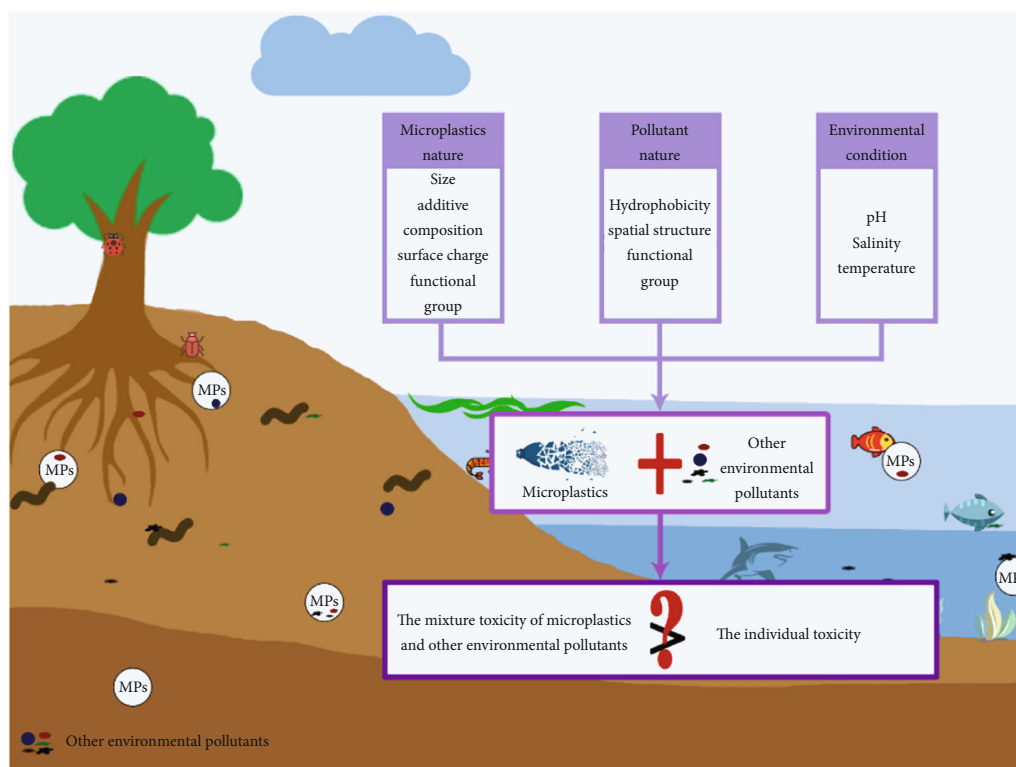 Microplastics
nature
Size
additive
composition
surface charge
functional
group
Pollutant
nature
Hydrophobicity
spatial structure
functional
group
Environmental
condition
pH
Salinity
temperature
MPs
MPs
Microplastics
+
Other
environmental
pollutants
MPs
MPs
The mixture toxicity of microplastics
and other environmental pollutants
?
>
The individual toxicity
MPs
MPs
Other environmental pollutants